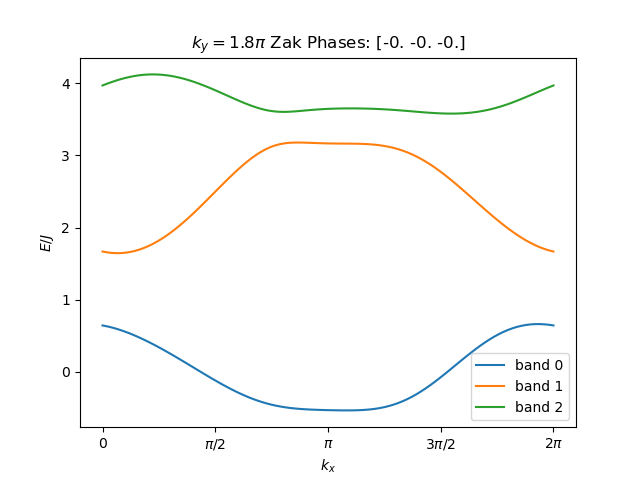 k_y = 1.8π Zak Phases: [-0. -0. -0.]
4
3
2
1
0
E/J
band 0
band 1
band 2
0 π/2 π 3π/2 2π
k_x